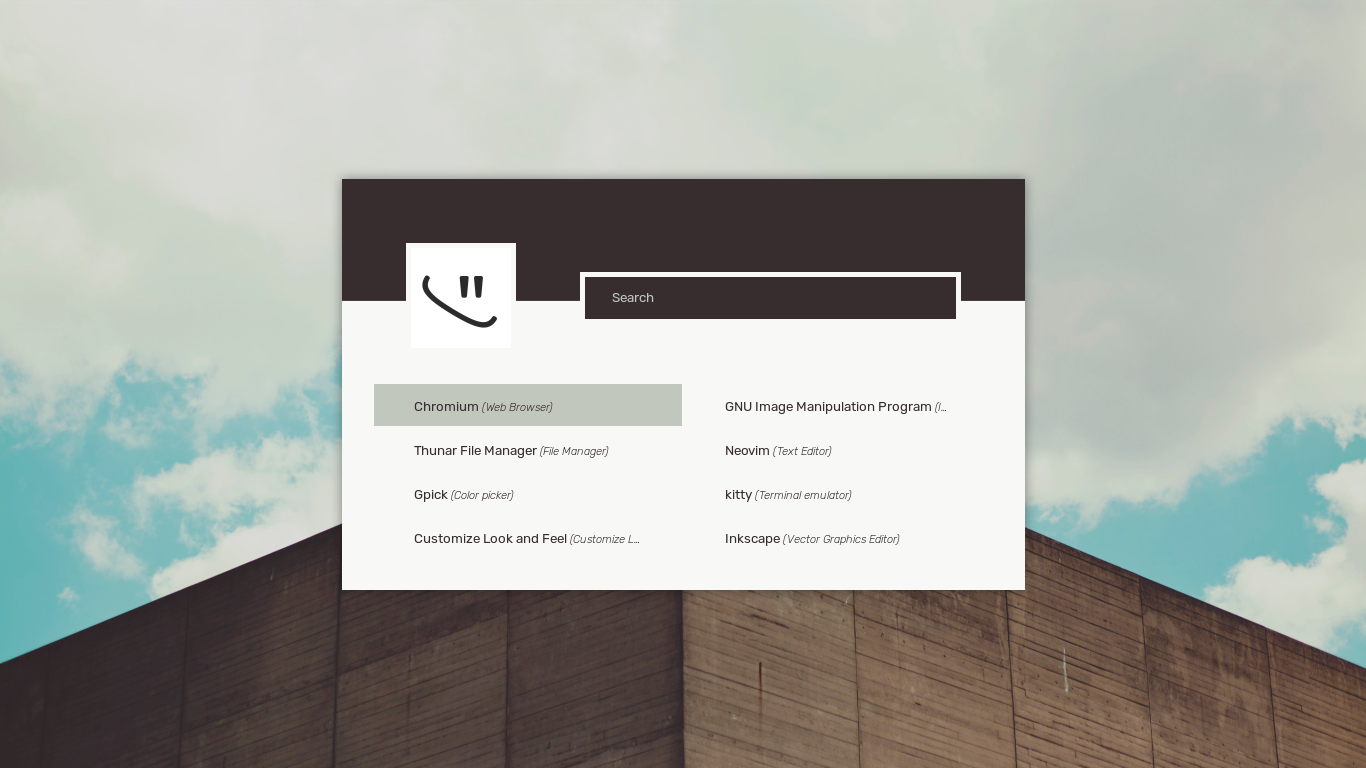 Search
Chromium (Web Browser)
Thunar File Manager (File Manager)
Gpick (Color picker)
Customize Look and Feel (Customize L…
GNU Image Manipulation Program (I…
Neovim (Text Editor)
kitty (Terminal emulator)
Inkscape (Vector Graphics Editor)